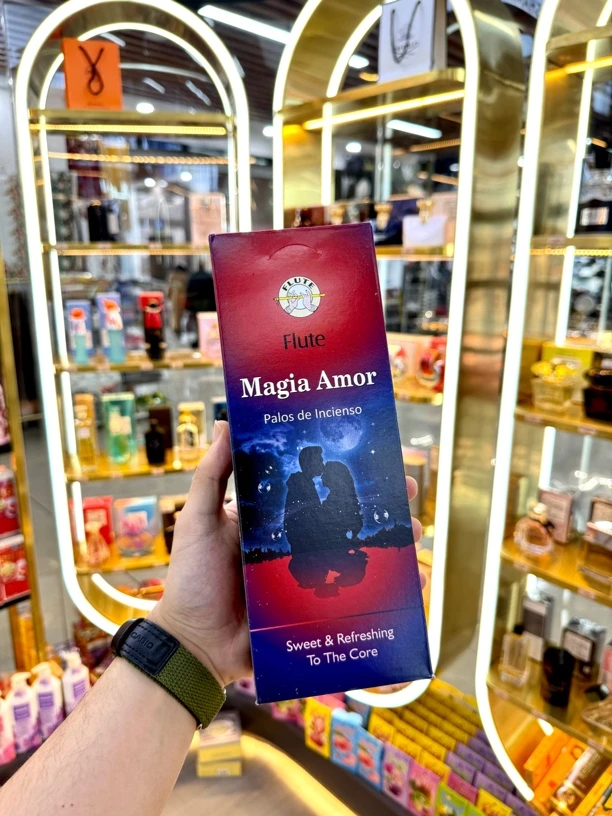 FLUTE
Flute
Magia Amor
Palos de Incienso
Sweet & Refreshing
To The Core